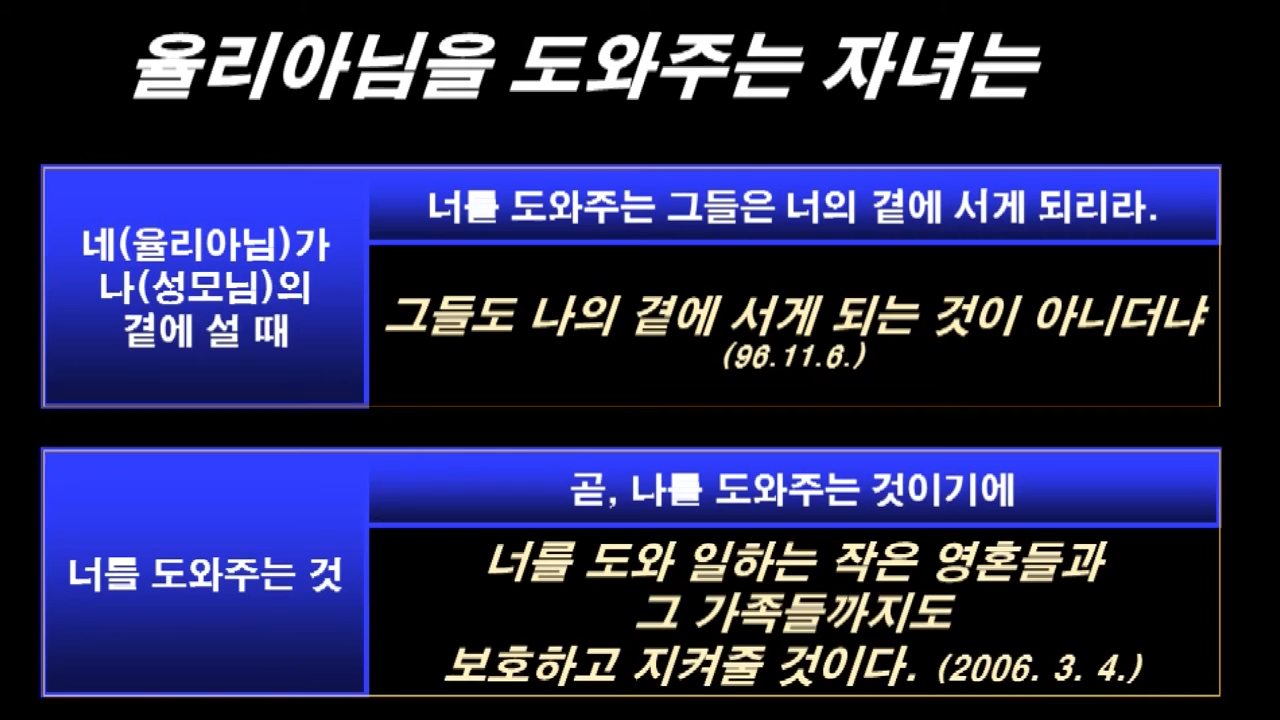 율리아님을 도와주는 자녀는
네(율리아님)가
나(성모님)의
곁에 설 때
너를 도와주는 그들은 너의 곁에 서게 되리라.
그들도 나의 곁에 서게 되는 것이 아니더냐
(96.11.6.)
너를 도와주는 것
곧, 나를 도와주는 것이기에
너를 도와 일하는 작은 영혼들과
그 가족들까지도
보호하고 지켜줄 것이다. (2006. 3. 4.)